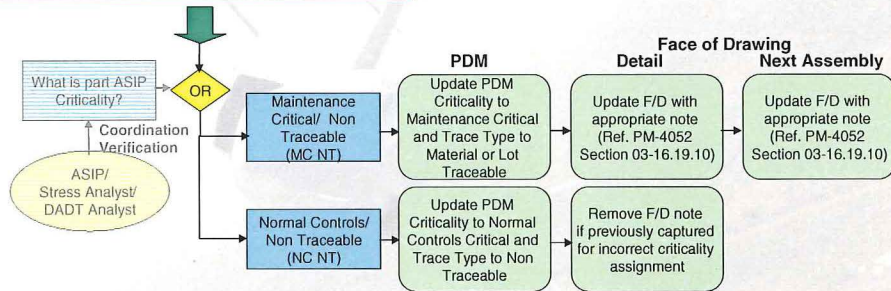 Face of Drawing
PDM
Detail
Next Assembly
What is part ASIP
Criticality?
OR
Coordination
Verification
ASIP/
Stress Analyst/
DADT Analyst
Maintenance
Critical/ Non
Traceable
(MC NT)
Update PDM
Criticality to
Maintenance Critical
and Trace Type to
Material or Lot
Traceable
Update F/D with
appropriate note
(Ref. PM-4052
Section 03-16.19.10)
Update F/D with
appropriate note
(Ref. PM-4052
Section 03-16.19.10)
Normal Controls/
Non Traceable
(NC NT)
Update PDM
Criticality to Normal
Controls Critical and
Trace Type to Non
Traceable
Remove F/D note
if previously captured
for incorrect criticality
assignment